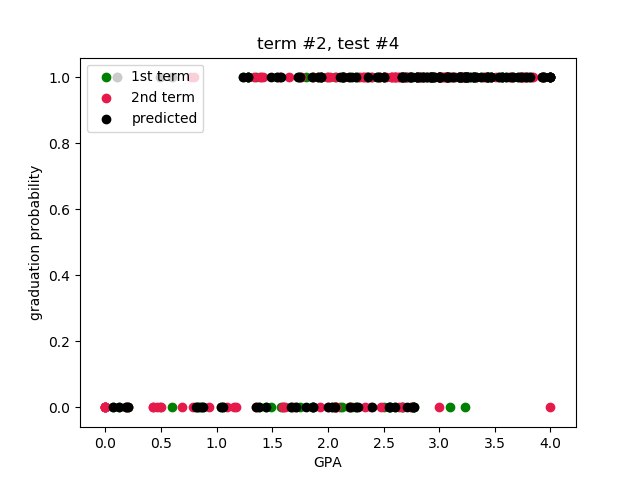 term #2, test #4
1st term
2nd term
predicted
graduation probability
1.0
0.8
0.6
0.4
0.2
0.0
0.0 0.5 1.0 1.5 2.0 2.5 3.0 3.5 4.0
GPA